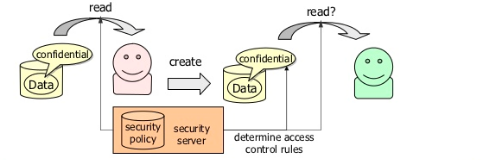 read
confidential
Data
create
read?
confidential
Data
security
policy
security
server
determine access
control rules